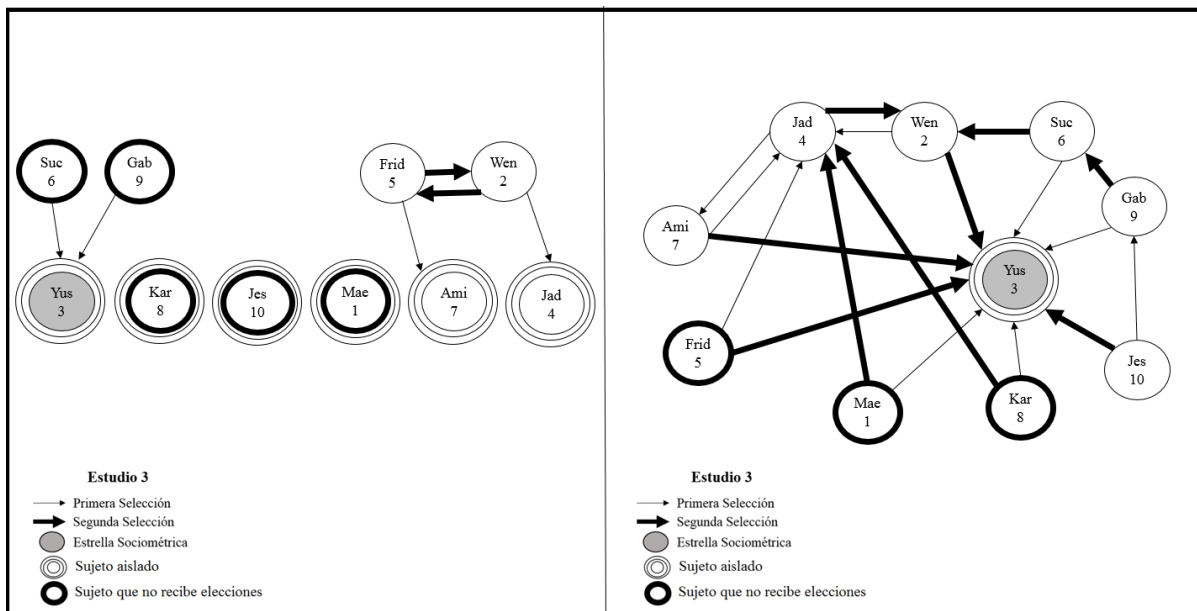 Suc
6
Gab
9
Frid
5
Wen
2
Yus
3
Kar
8
Jes
10
Mae
1
Ami
7
Jad
4
Estudio 3
Primera Selección
Segunda Selección
Estrella Sociométrica
Sujeto aislado
Sujeto que no recibe elecciones
Jad
4
Wen
2
Suc
6
Gab
9
Ami
7
Yus
3
Frid
5
Jes
10
Mae
1
Kar
8
Estudio 3
Primera Selección
Segunda Selección
Estrella Sociométrica
Sujeto aislado
Sujeto que no recibe elecciones